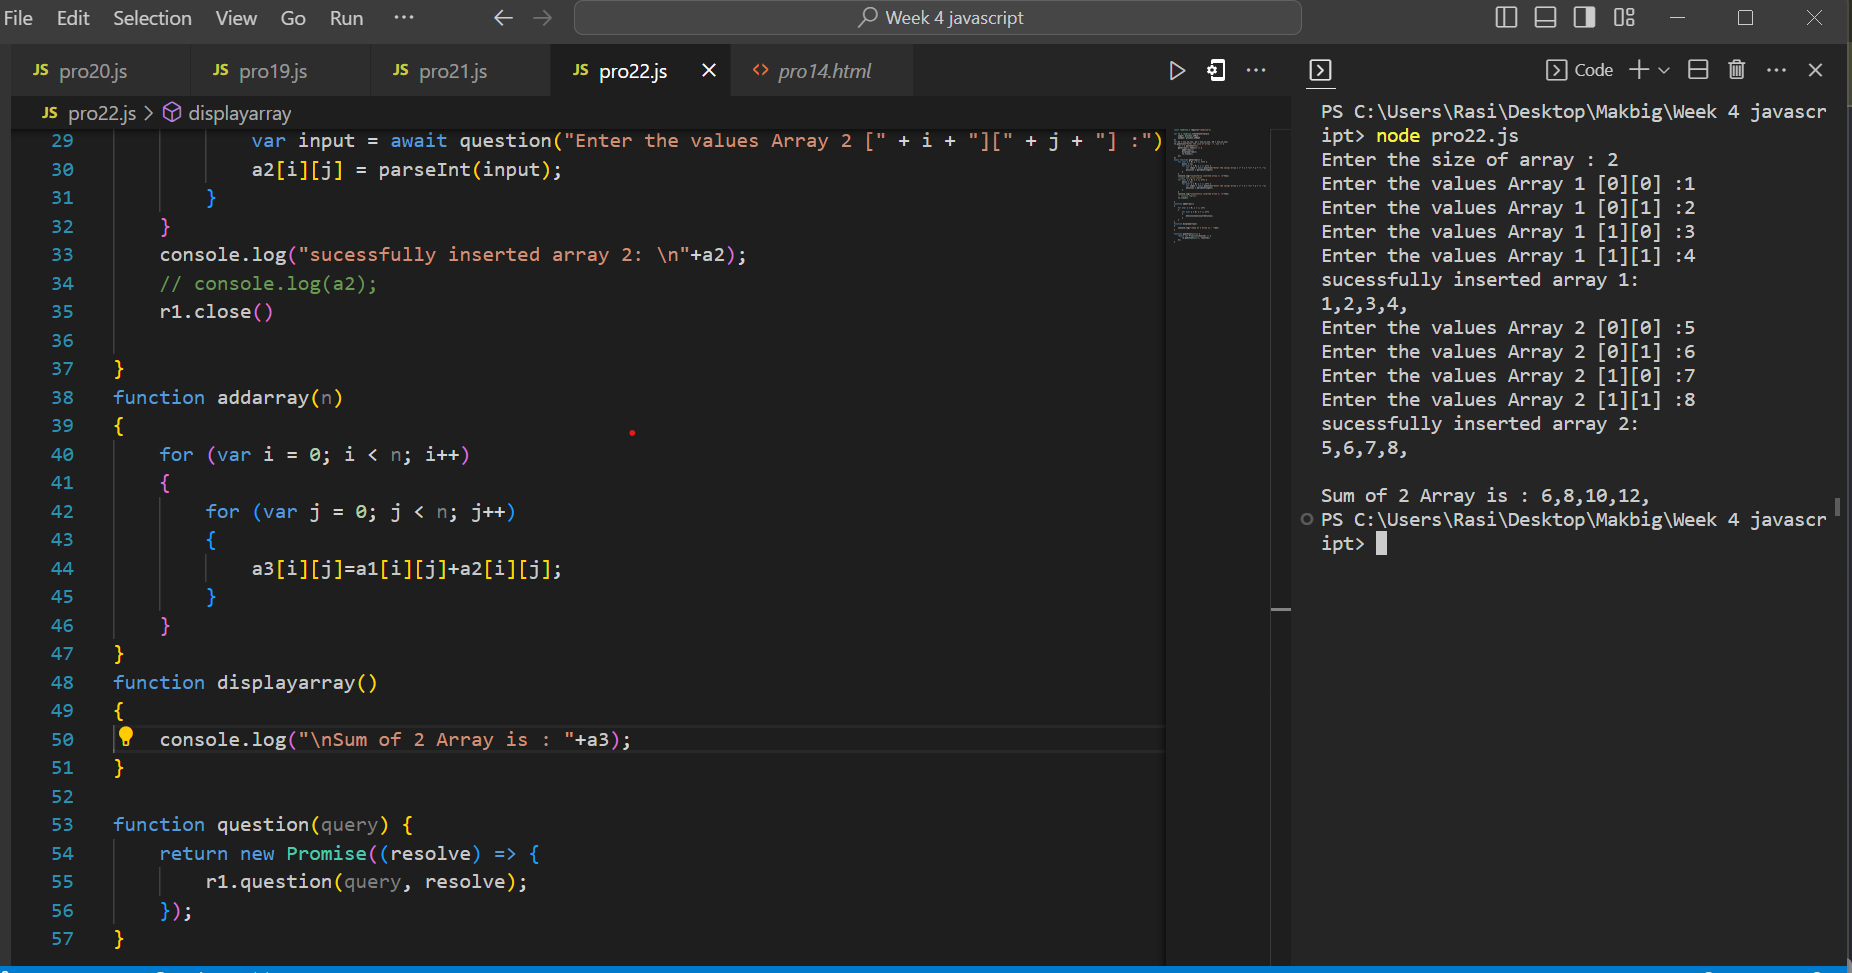 File Edit Selection View Go Run ··· Week 4 javascript
JS pro20.js JS pro19.js JS pro21.js JS pro22.js <> pro14.html
JS pro22.js > displayarray
29 var input = await question("Enter the values Array 2 [" + i + "][" + j + "] :")
30 a2[i][j] = parseInt(input);
31 }
32 }
33 console.log("sucessfully inserted array 2: \n"+a2);
34 // console.log(a2);
35 r1.close()
36
37 }
38 function addarray(n)
39 {
40 for (var i = 0; i < n; i++)
41 {
42 for (var j = 0; j < n; j++)
43 {
44 a3[i][j]=a1[i][j]+a2[i][j];
45 }
46 }
47 }
48 function displayarray()
49 {
50 console.log("\nSum of 2 Array is : "+a3);
51 }
52
53 function question(query) {
54 return new Promise((resolve) => {
55 r1.question(query, resolve);
56 });
57 }
Code
PS C:\Users\Rasi\Desktop\Makbig\Week 4 javascr
ipt> node pro22.js
Enter the size of array : 2
Enter the values Array 1 [0][0] :1
Enter the values Array 1 [0][1] :2
Enter the values Array 1 [1][0] :3
Enter the values Array 1 [1][1] :4
sucessfully inserted array 1:
1,2,3,4,
Enter the values Array 2 [0][0] :5
Enter the values Array 2 [0][1] :6
Enter the values Array 2 [1][0] :7
Enter the values Array 2 [1][1] :8
sucessfully inserted array 2:
5,6,7,8,
Sum of 2 Array is : 6,8,10,12,
PS C:\Users\Rasi\Desktop\Makbig\Week 4 javascr
ipt>